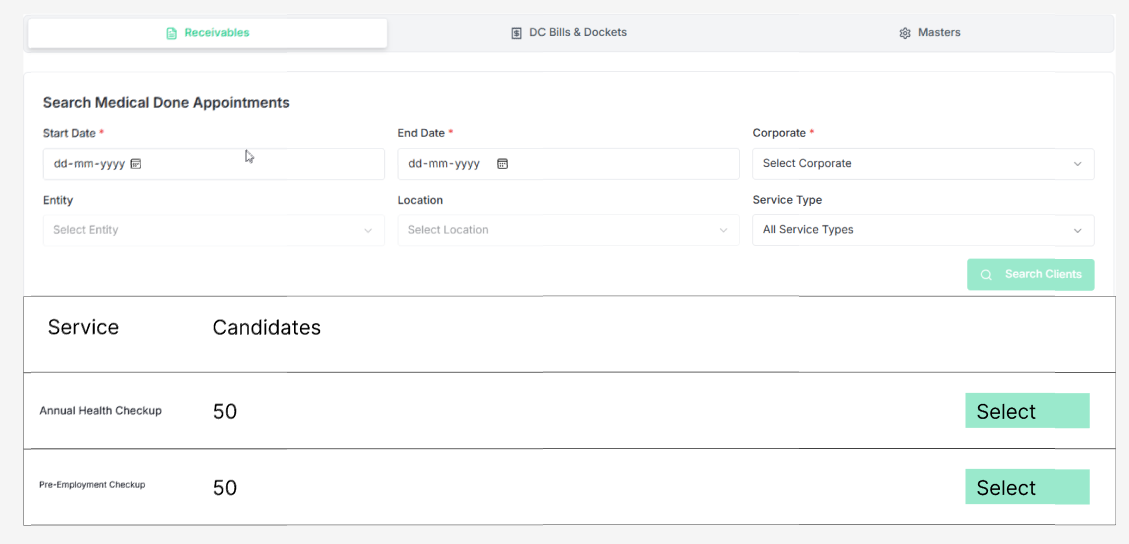 Receivables DC Bills & Dockets Masters
Search Medical Done Appointments
Start Date * End Date * Corporate *
dd-mm-yyyy dd-mm-yyyy Select Corporate
Entity Location Service Type
Select Entity Select Location All Service Types
Search Clients
Service Candidates
Annual Health Checkup 50 Select
Pre-Employment Checkup 50 Select